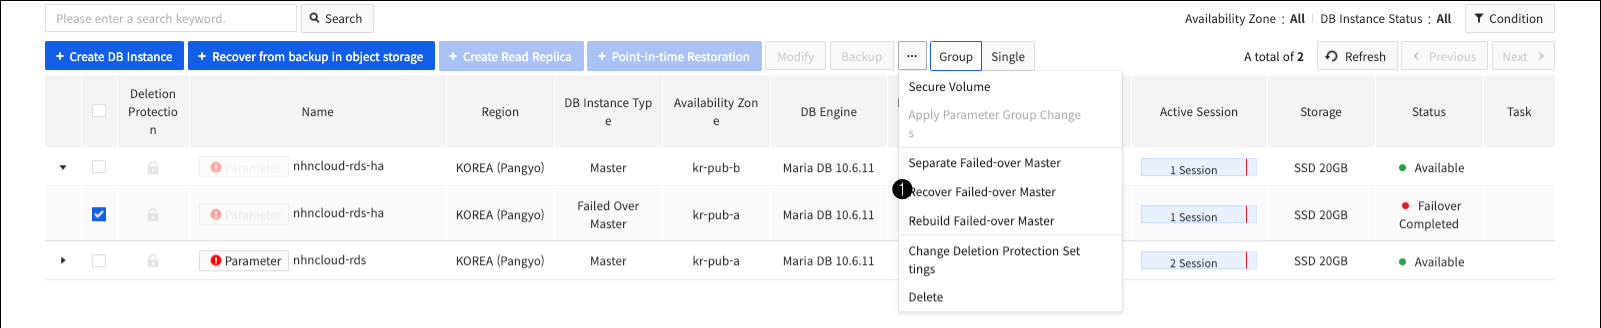 Please enter a search keyword.
Search
Availability Zone : All
DB Instance Status : All
Condition
+ Create DB Instance
+ Recover from backup in object storage
+ Create Read Replica
+ Point-in-time Restoration
Modify
Backup
...
Group
Single
A total of 2
Refresh
< Previous
Next >
Deletion
Protectio
n
Name
Region
DB Instance Typ
e
Availability Zon
e
DB Engine
Active Session
Storage
Status
Task
Parameter
nhncloud-rds-ha
KOREA (Pangyo)
Master
kr-pub-b
Maria DB 10.6.11
1 Session
SSD 20GB
Available
Parameter
nhncloud-rds-ha
KOREA (Pangyo)
Failed Over
Master
kr-pub-a
Maria DB 10.6.11
1 Session
SSD 20GB
Failover
Completed
Parameter
nhncloud-rds
KOREA (Pangyo)
Master
kr-pub-a
Maria DB 10.6.11
2 Session
SSD 20GB
Available
Secure Volume
Apply Parameter Group Change
s
Separate Failed-over Master
1
Recover Failed-over Master
Rebuild Failed-over Master
Change Deletion Protection Set
tings
Delete